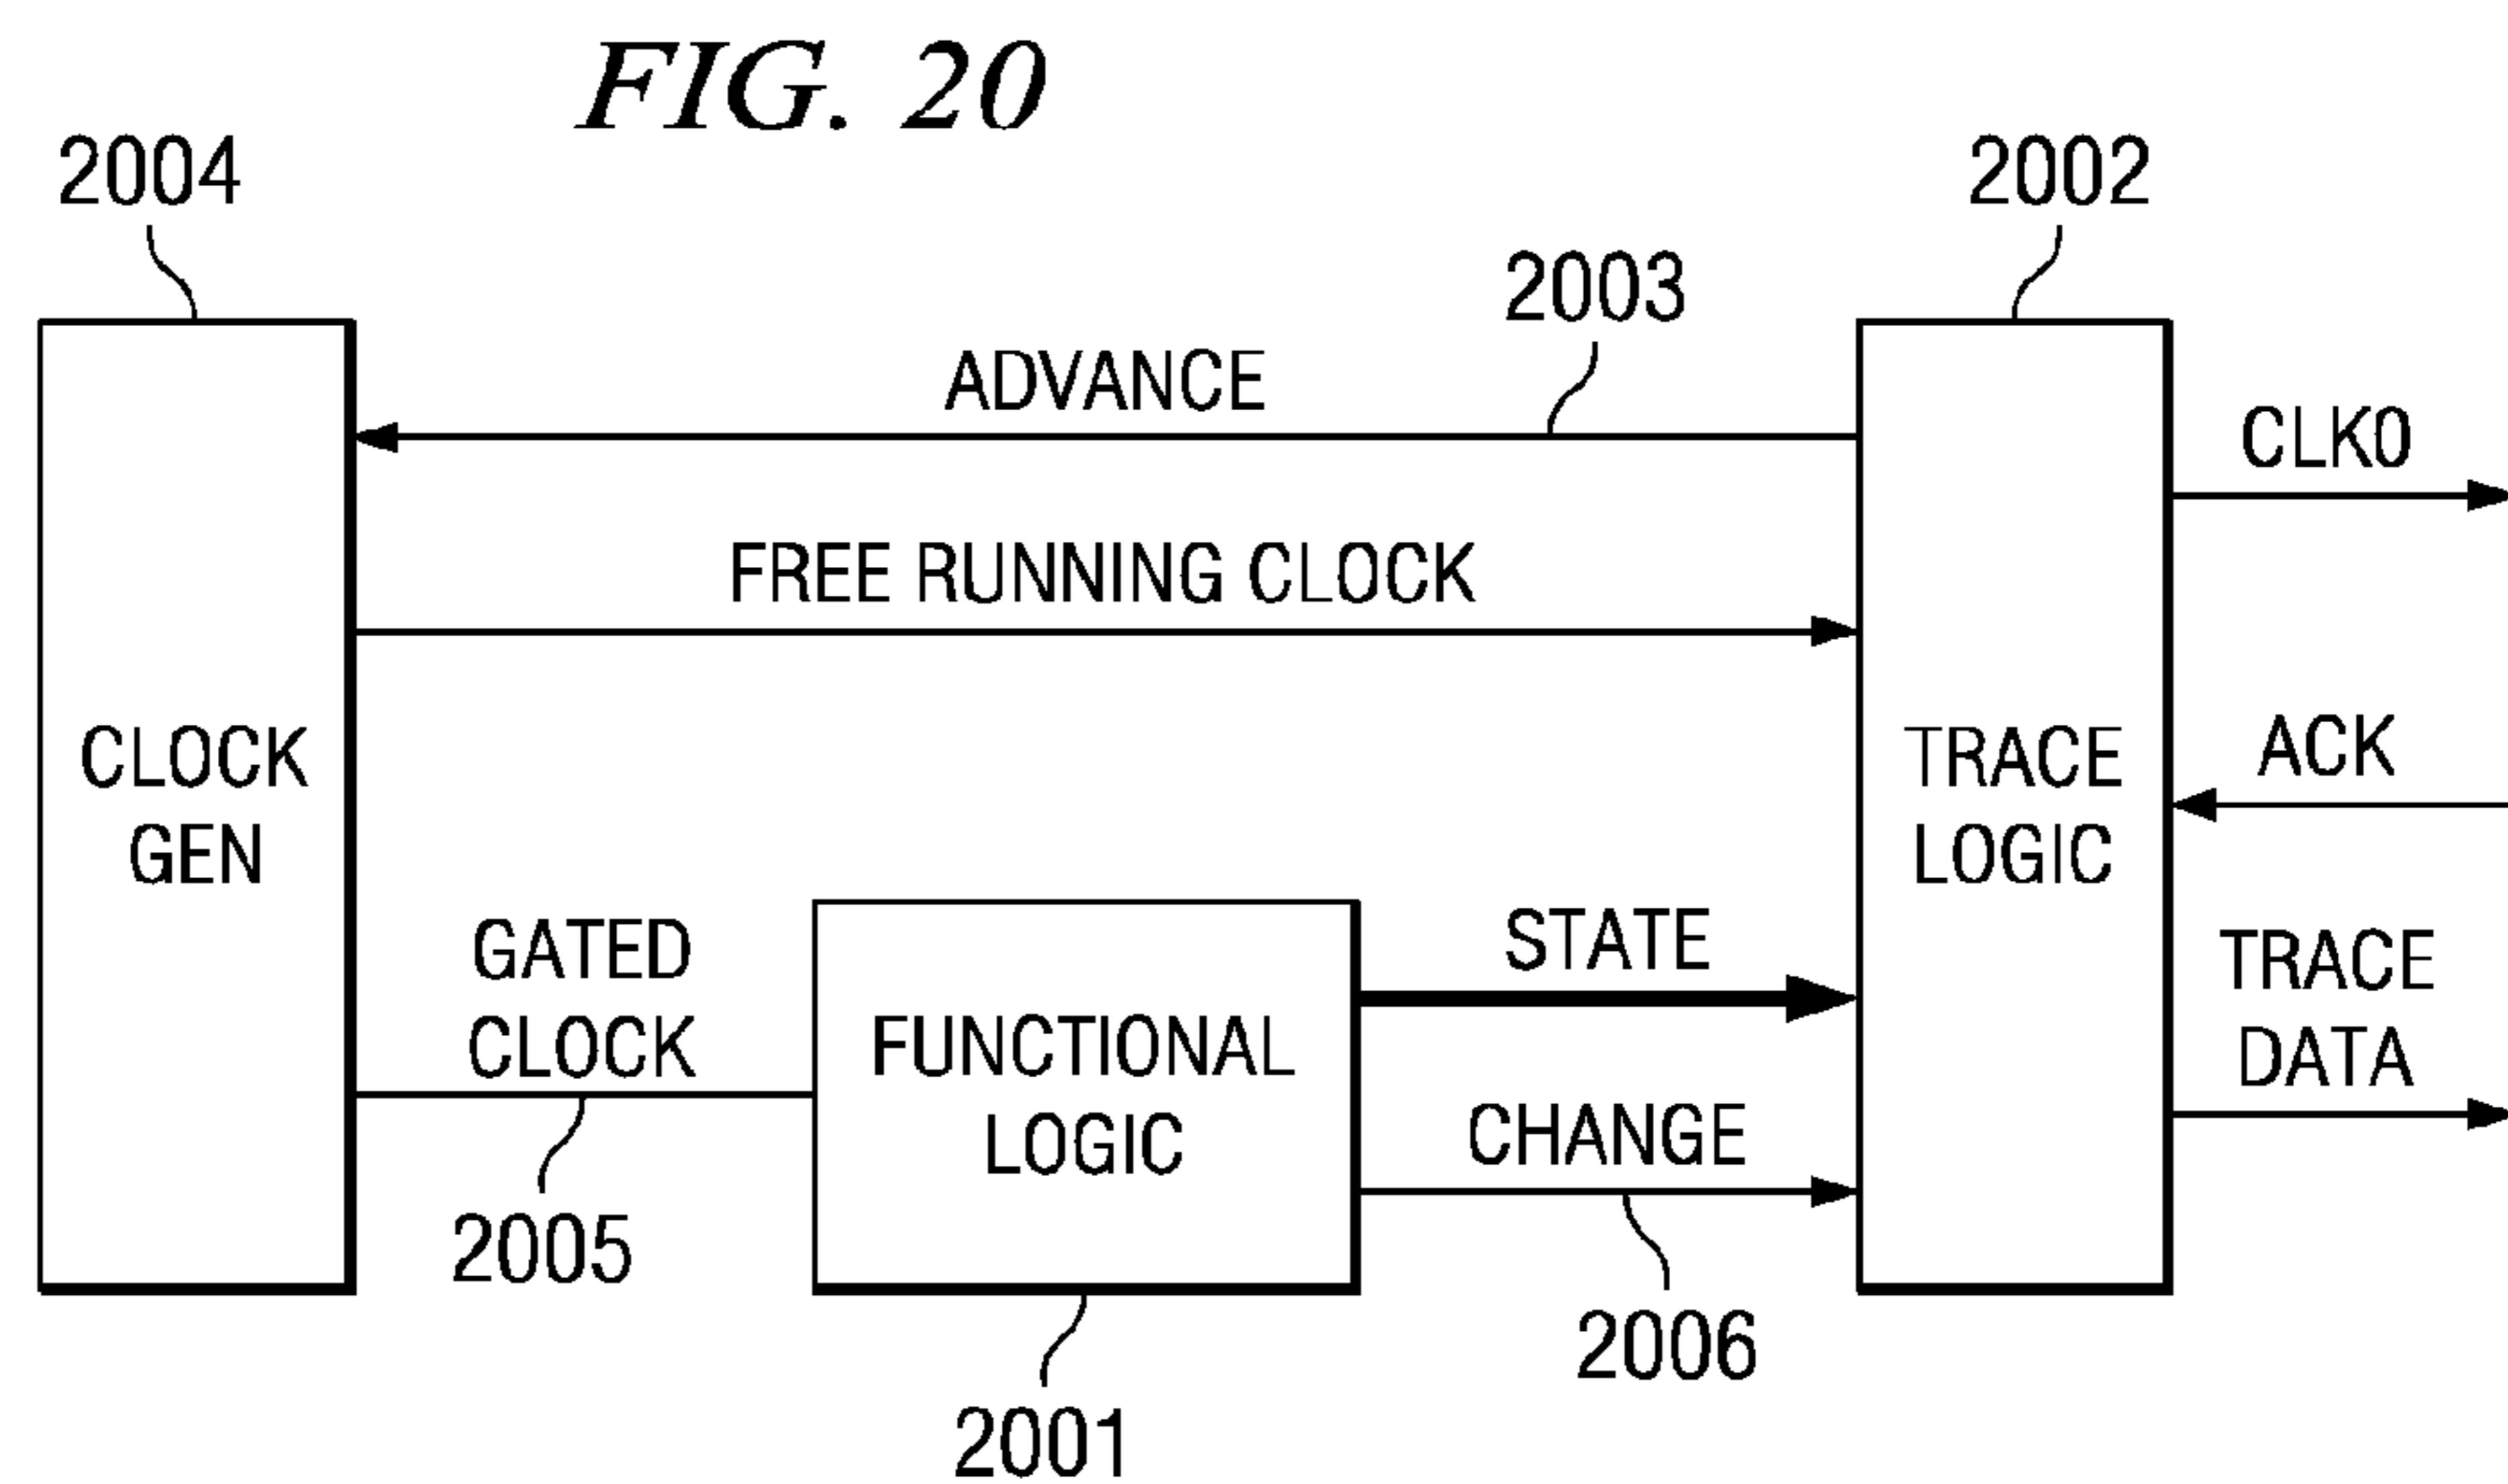 FIG. 20
2004
2002
2003
ADVANCE
CLK0
FREE RUNNING CLOCK
CLOCK
GEN
TRACE
LOGIC
ACK
GATED
CLOCK
FUNCTIONAL
LOGIC
STATE
CHANGE
TRACE
DATA
2005
2006
2001